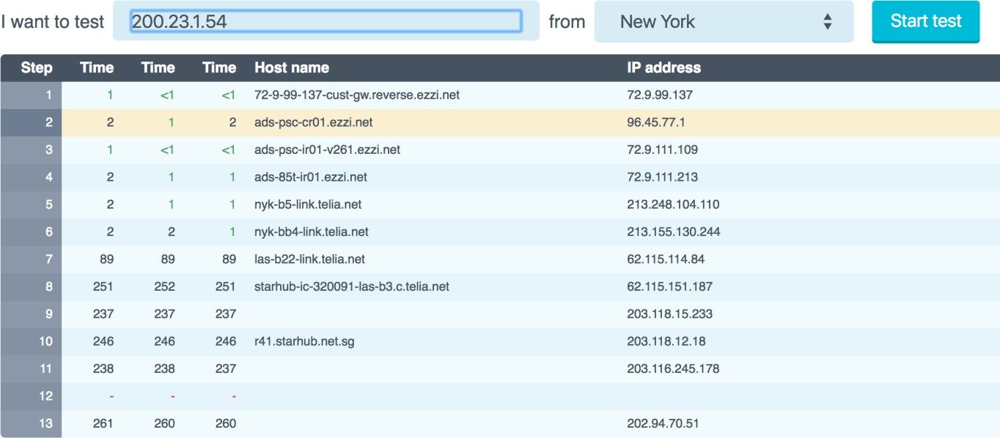 I want to test 200.23.1.54 from New York Start test
Step Time Time Time Host name IP address
1 1 <1 <1 72-9-99-137-cust-gw.reverse.ezzi.net 72.9.99.137
2 2 1 2 ads-psc-cr01.ezzi.net 96.45.77.1
3 1 <1 <1 ads-psc-ir01-v261.ezzi.net 72.9.111.109
4 2 1 1 ads-85t-ir01.ezzi.net 72.9.111.213
5 2 1 1 nyk-b5-link.telia.net 213.248.104.110
6 2 2 1 nyk-bb4-link.telia.net 213.155.130.244
7 89 89 89 las-b22-link.telia.net 62.115.114.84
8 251 252 251 starhub-ic-320091-las-b3.c.telia.net 62.115.151.187
9 237 237 237 203.118.15.233
10 246 246 246 r41.starhub.net.sg 203.118.12.18
11 238 238 237 203.116.245.178
12 - - -
13 261 260 260 202.94.70.51